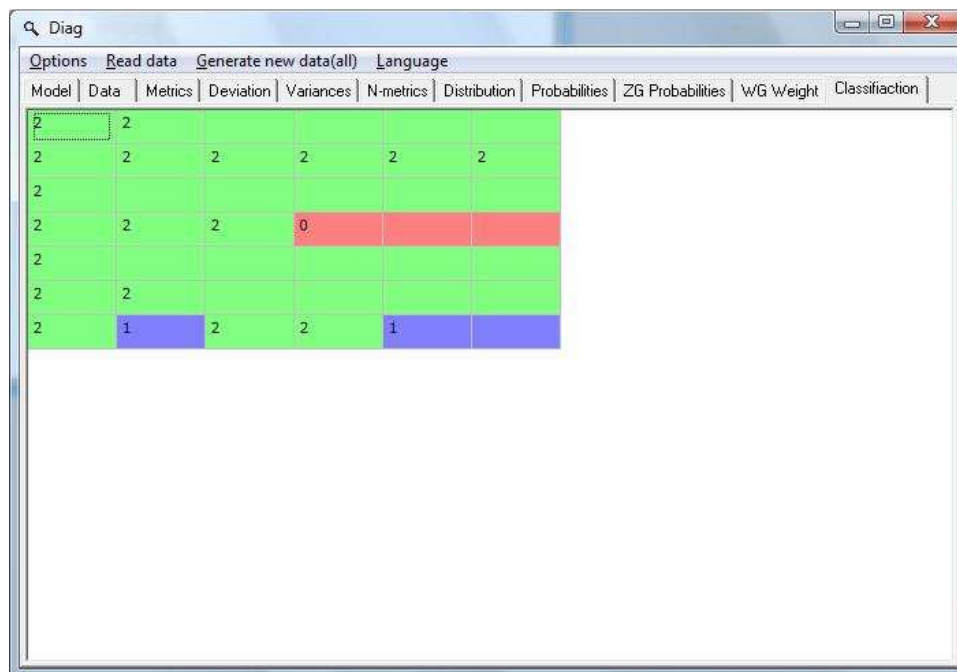 Diag
Options Read data Generate new data(all) Language
Model Data Metrics Deviation Variances N-metrics Distribution Probabilities ZG Probabilities WG Weight Classifiaction
2 2
2 2 2 2 2 2
2
2 2 2 0
2
2 2
2 1 2 2 1